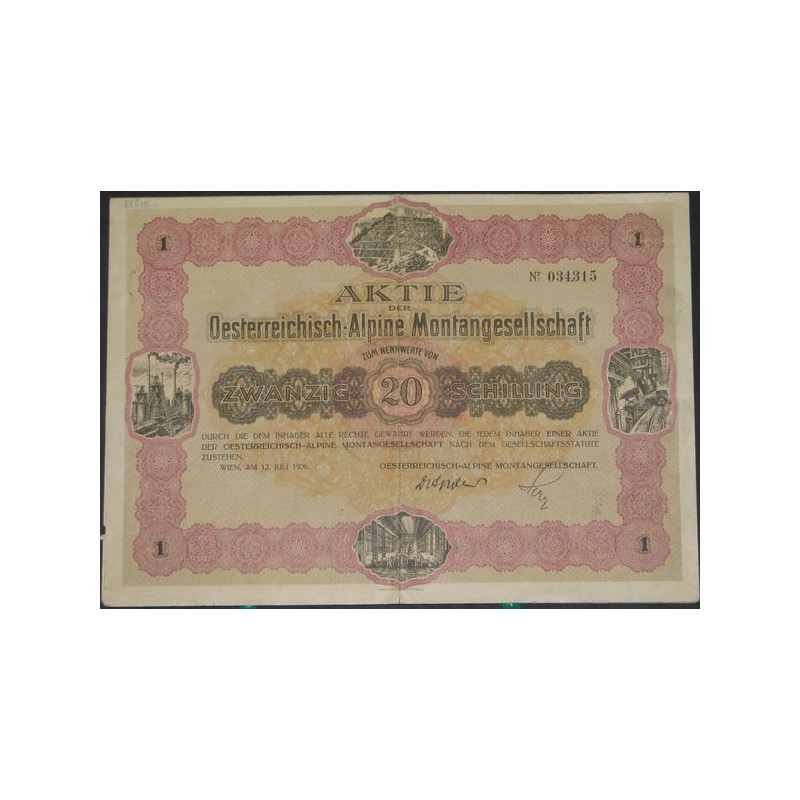 1
1
Nr 034315
AKTIE
DER
Oesterreichisch-Alpine Montangesellschaft
ZUM NENNWERTE VON
ZWANZIG 20 SCHILLING
DURCH DIE DEM INHABER ALLE RECHTE GEWÄHRT WERDEN, DIE JEDEM INHABER EINER AKTIE
DER OESTERREICHISCH-ALPINE MONTANGESELLSCHAFT NACH DEM GESELLSCHAFTSSTATUTE
ZUSTEHEN.
WIEN, AM 12. JULI 1926. OESTERREICHISCH-ALPINE MONTANGESELLSCHAFT.
1
1